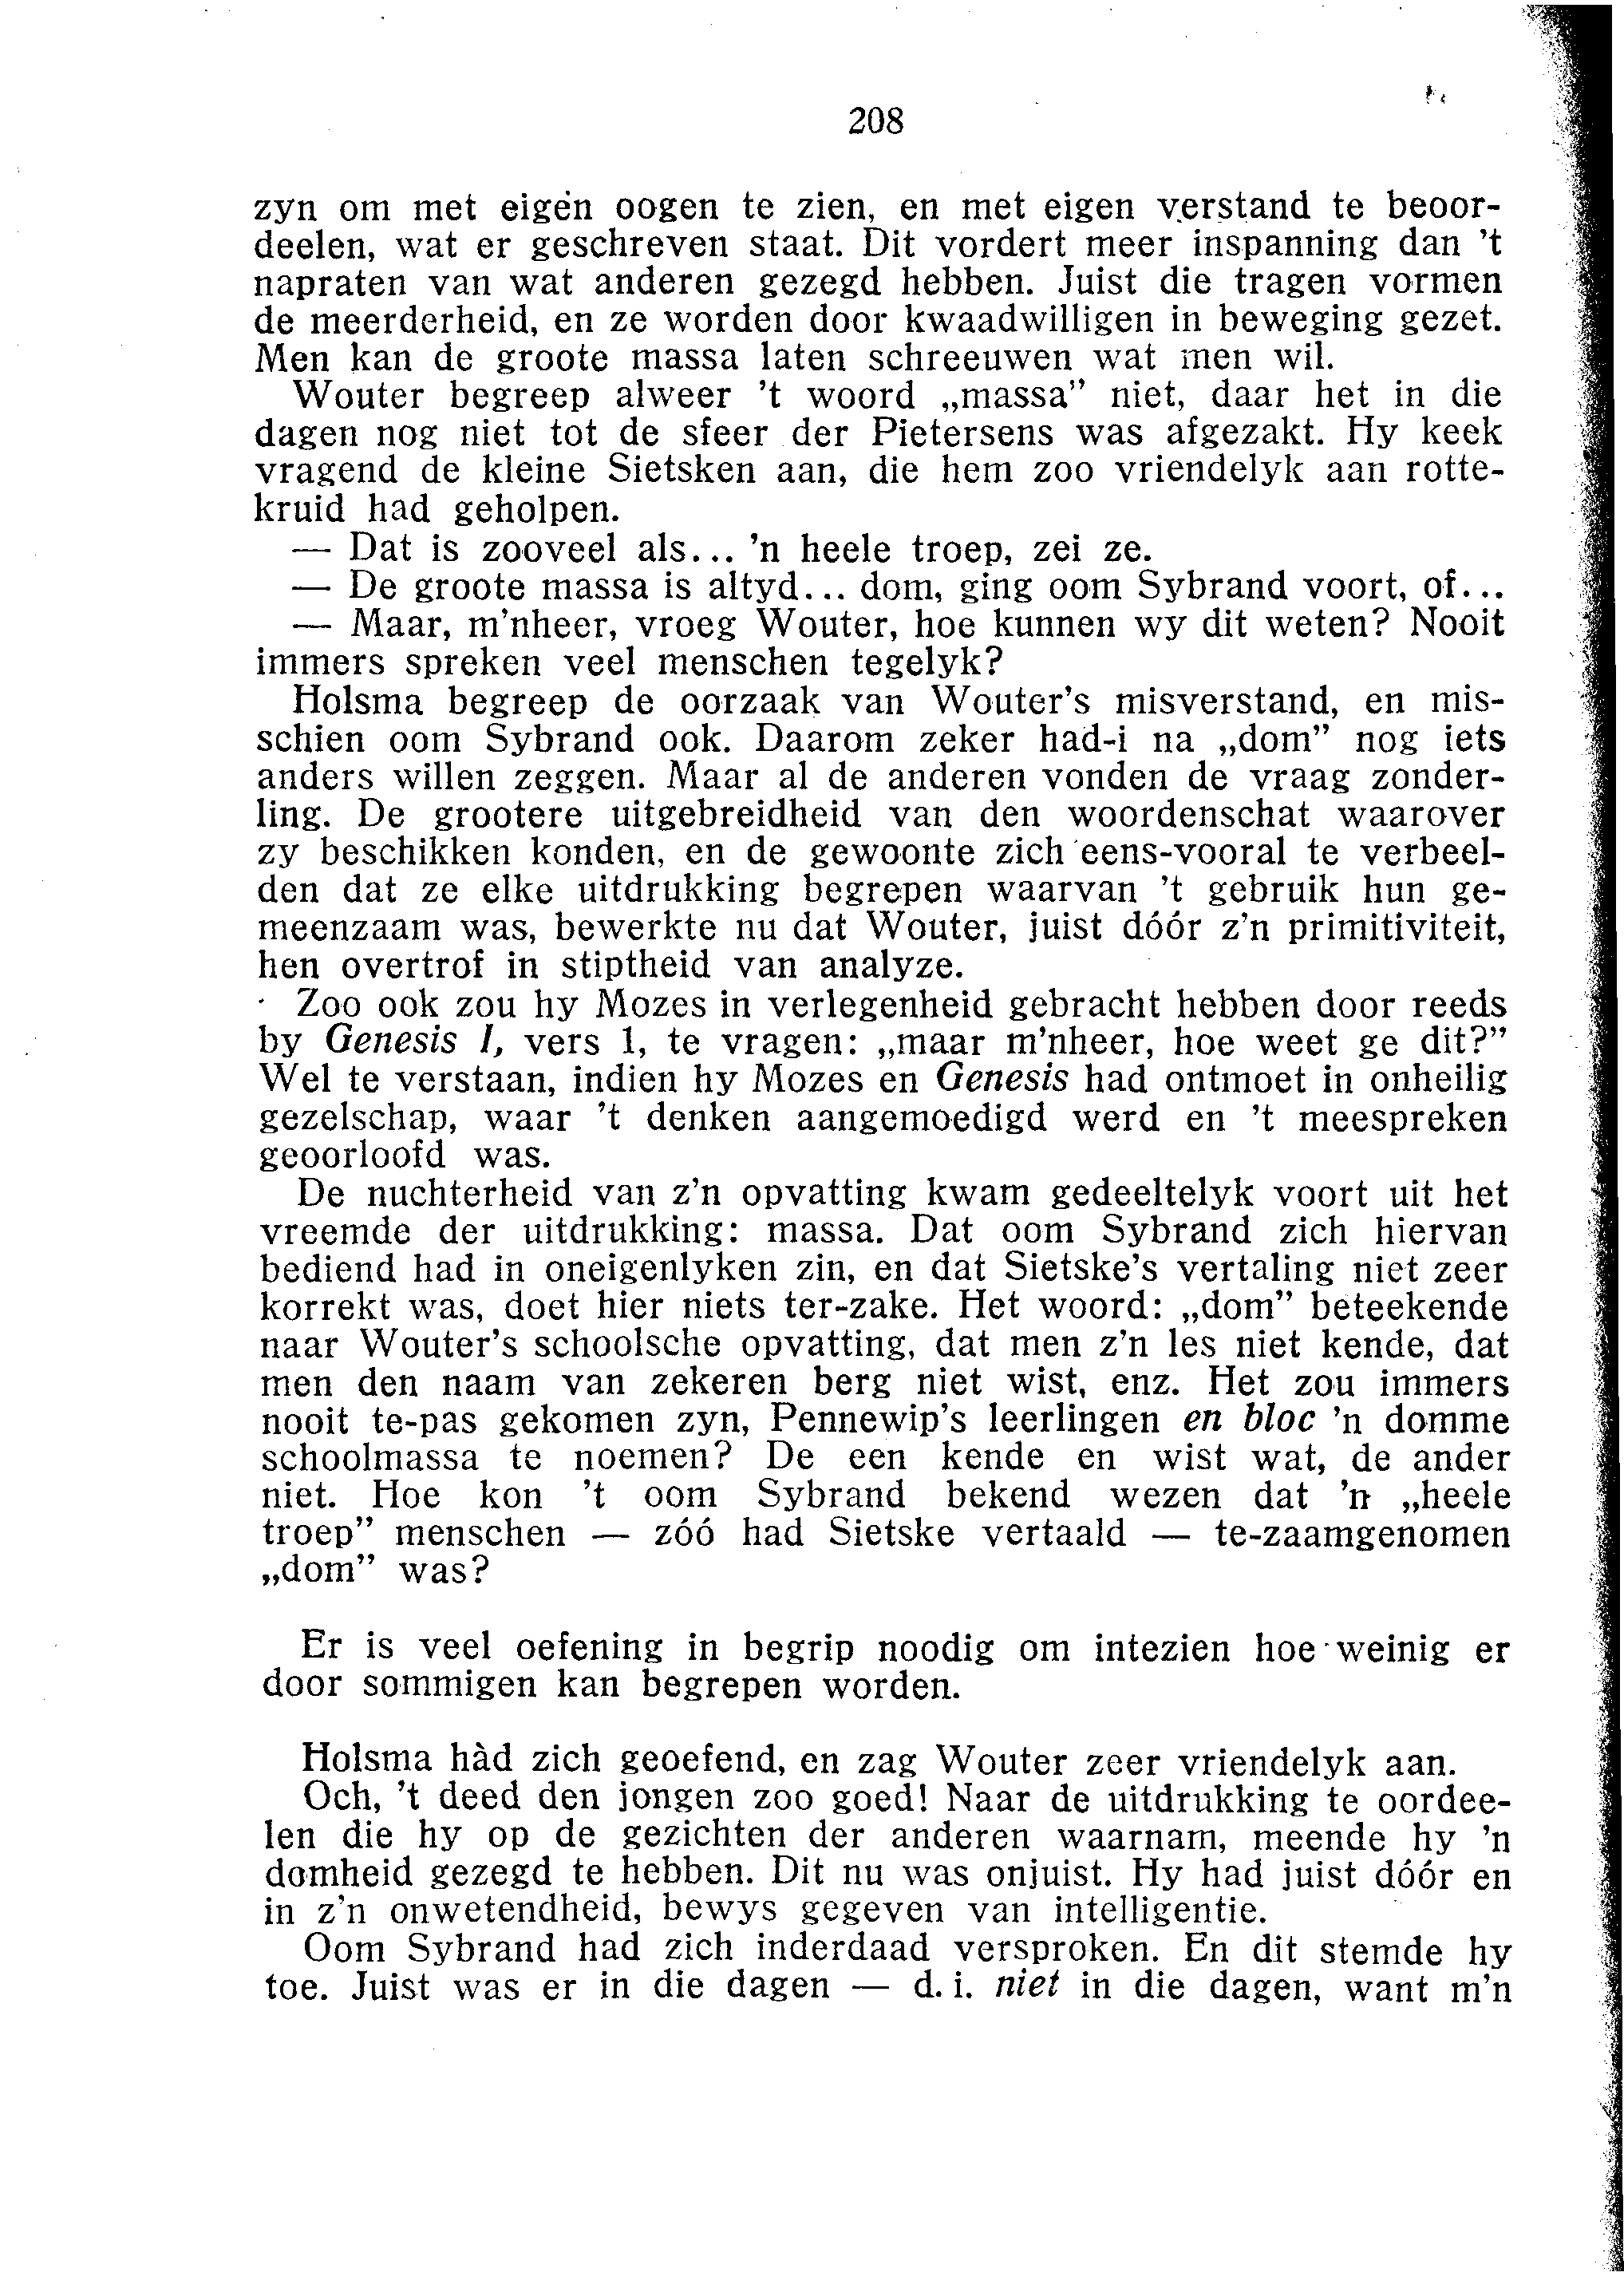 208
zyn om met eigen oogen te zien, en met eigen verstand te beoor-
deelen, wat er geschreven staat. Dit vordert meer inspanning dan 't
napraten van wat anderen gezegd hebben. Juist die tragen vormen
de meerderheid, en ze worden door kwaadwilligen in beweging gezet.
Men kan de groote massa laten schreeuwen wat men wil.
Wouter begreep alweer 't woord „massa" niet, daar het in die
dagen nog niet tot de sfeer der Pietersens was afgezakt. Hy keek
vragend de kleine Sietsken aan, die hem zoo vriendelyk aan rotte-
kruid had geholpen.
— Dat is zooveel als... 'n heele troep, zei ze.
— De groote massa is altyd... dom, ging oom Sybrand voort, of...
— Maar, m'nheer, vroeg Wouter, hoe kunnen wy dit weten? Nooit
immers spreken veel menschen tegelyk?
Holsma begreep de oorzaak van Wouter's misverstand, en mis-
schien oom Sybrand ook. Daarom zeker had-i na „dom" nog iets
anders willen zeggen. Maar al de anderen vonden de vraag zonder-
ling. De grootere uitgebreidheid van den woordenschat waarover
zy beschikken konden, en de gewoonte zich eens-vooral te verbeel-
den dat ze elke uitdrukking begrepen waarvan 't gebruik hun ge-
meenzaam was, bewerkte nu dat Wouter, juist dóór z'n primitiviteit,
hen overtrof in stiptheid van analyze.
Zoo ook zou hy Mozes in verlegenheid gebracht hebben door reeds
by Genesis I, vers 1, te vragen: „maar m'nheer, hoe weet ge dit?"
Wel te verstaan, indien hy Mozes en Genesis had ontmoet in onheilig
gezelschap, waar 't denken aangemoedigd werd en 't meespreken
geoorloofd was.
De nuchterheid van z'n opvatting kwam gedeeltelyk voort uit het
vreemde der uitdrukking: massa. Dat oom Sybrand zich hiervan
bediend had in oneigenlyken zin, en dat Sietske's vertaling niet zeer
korrekt was, doet hier niets ter-zake. Het woord: „dom" beteekende
naar Wouter's schoolsche opvatting, dat men z'n les niet kende, dat
men den naam van zekeren berg niet wist, enz. Het zou immers
nooit te-pas gekomen zyn, Pennewip's leerlingen en bloc 'n domme
schoolmassa te noemen? De een kende en wist wat, de ander
niet. Hoe kon 't oom Sybrand bekend wezen dat 'n „heele
troep" menschen — zóó had Sietske vertaald — te-zaamgenomen
„dom" was?
Er is veel oefening in begrip noodig om intezien hoe weinig er
door sommigen kan begrepen worden.
Holsma hàd zich geoefend, en zag Wouter zeer vriendelyk aan.
Och, 't deed den jongen zoo goed! Naar de uitdrukking te oordee-
len die hy op de gezichten der anderen waarnam, meende hy 'n
domheid gezegd te hebben. Dit nu was onjuist. Hy had juist dóór en
in z'n onwetendheid, bewys gegeven van intelligentie.
Oom Sybrand had zich inderdaad versproken. En dit stemde hy
toe. Juist was er in die dagen — d. i. niet in die dagen, want m'n